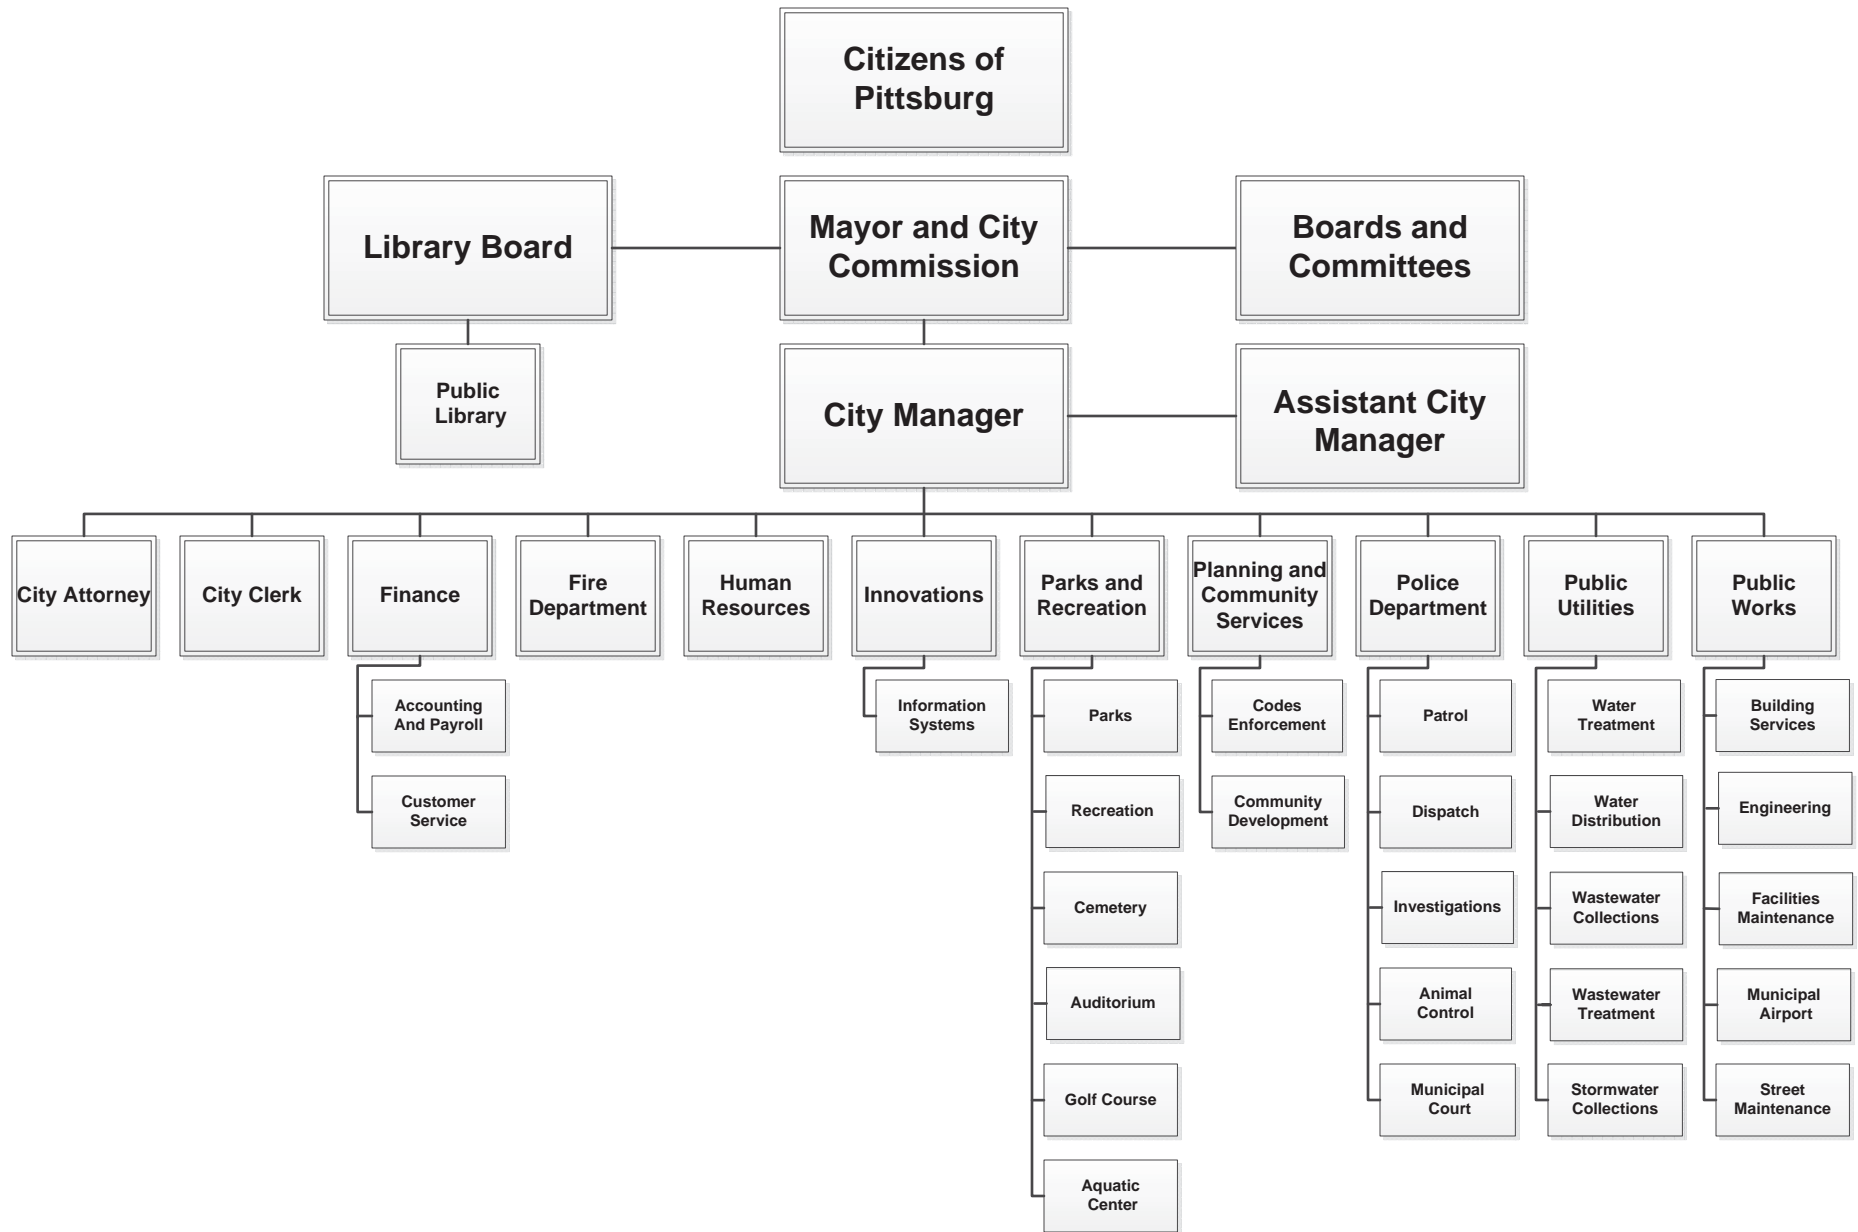 Citizens of
Pittsburg
Library Board
Mayor and City
Commission
Boards and
Committees
Public
Library
City Manager
Assistant City
Manager
City Attorney
City Clerk
Finance
Fire
Department
Human
Resources
Innovations
Parks and
Recreation
Planning and
Community
Services
Police
Department
Public
Utilities
Public
Works
Accounting
And Payroll
Customer
Service
Information
Systems
Parks
Recreation
Cemetery
Auditorium
Golf Course
Aquatic
Center
Codes
Enforcement
Community
Development
Patrol
Dispatch
Investigations
Animal
Control
Municipal
Court
Water
Treatment
Water
Distribution
Wastewater
Collections
Wastewater
Treatment
Stormwater
Collections
Building
Services
Engineering
Facilities
Maintenance
Municipal
Airport
Street
Maintenance